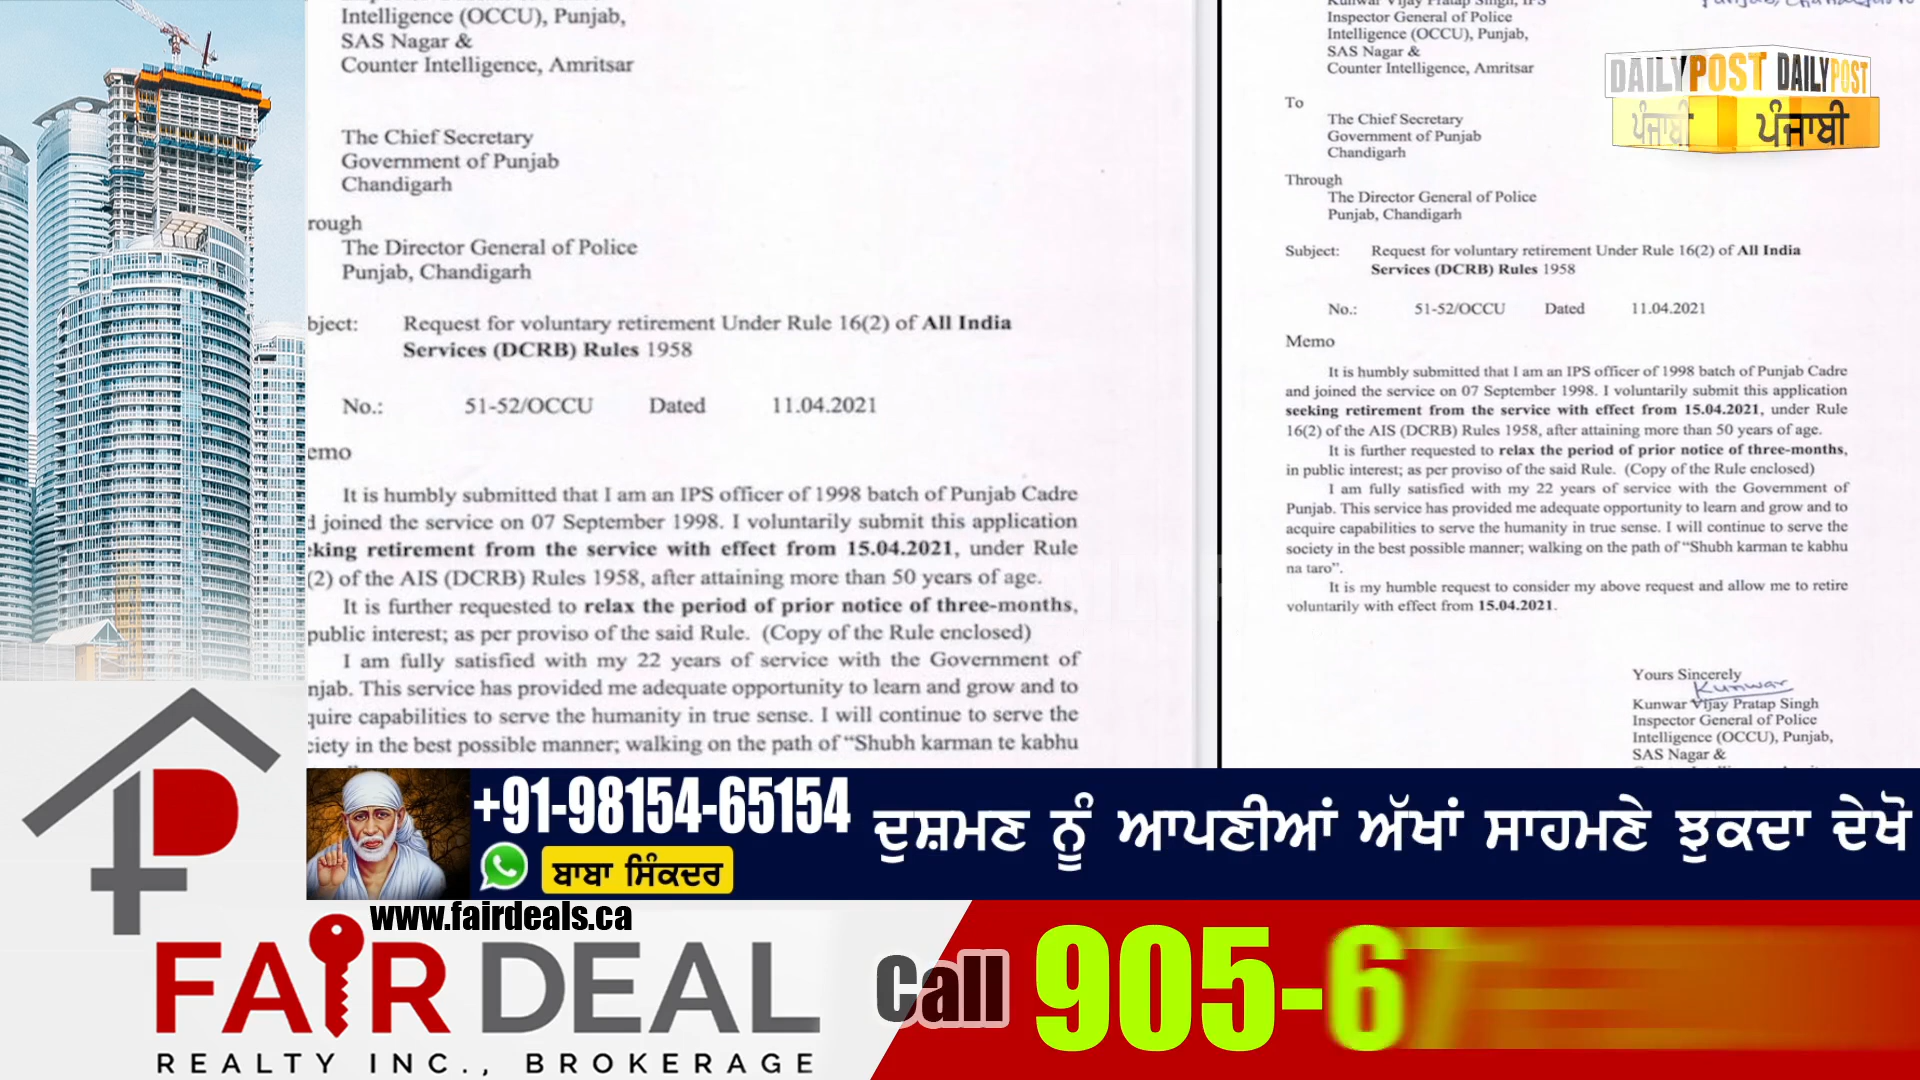 Intelligence (OCCU), Punjab,
SAS Nagar &
Counter Intelligence, Amritsar
The Chief Secretary
Government of Punjab
Chandigarh
rough
The Director General of Police
Punjab, Chandigarh
bject: Request for voluntary retirement Under Rule 16(2) of All India
Services (DCRB) Rules 1958
No.: 51-52/OCCU Dated 11.04.2021
emo
It is humbly submitted that I am an IPS officer of 1998 batch of Punjab Cadre
d joined the service on 07 September 1998. I voluntarily submit this application
eking retirement from the service with effect from 15.04.2021, under Rule
(2) of the AIS (DCRB) Rules 1958, after attaining more than 50 years of age.
It is further requested to relax the period of prior notice of three-months,
public interest; as per proviso of the said Rule. (Copy of the Rule enclosed)
I am fully satisfied with my 22 years of service with the Government of
njab. This service has provided me adequate opportunity to learn and grow and to
quire capabilities to serve the humanity in true sense. I will continue to serve the
ciety in the best possible manner; walking on the path of “Shubh karman te kabhu
Kunwar Vijay Pratap Singh, IPS
Inspector General of Police
Intelligence (OCCU), Punjab,
SAS Nagar &
Counter Intelligence, Amritsar
To
The Chief Secretary
Government of Punjab
Chandigarh
Through
The Director General of Police
Punjab, Chandigarh
Subject: Request for voluntary retirement Under Rule 16(2) of All India
Services (DCRB) Rules 1958
No.: 51-52/OCCU Dated 11.04.2021
Memo
It is humbly submitted that I am an IPS officer of 1998 batch of Punjab Cadre
and joined the service on 07 September 1998. I voluntarily submit this application
seeking retirement from the service with effect from 15.04.2021, under Rule
16(2) of the AIS (DCRB) Rules 1958, after attaining more than 50 years of age.
It is further requested to relax the period of prior notice of three-months,
in public interest; as per proviso of the said Rule. (Copy of the Rule enclosed)
I am fully satisfied with my 22 years of service with the Government of
Punjab. This service has provided me adequate opportunity to learn and grow and to
acquire capabilities to serve the humanity in true sense. I will continue to serve the
society in the best possible manner; walking on the path of “Shubh karman te kabhu
na taro”.
It is my humble request to consider my above request and allow me to retire
voluntarily with effect from 15.04.2021.
Yours Sincerely
Kunwar
Kunwar Vijay Pratap Singh
Inspector General of Police
Intelligence (OCCU), Punjab,
SAS Nagar &
DAILYPOST DAILYPOST
ਪੰਜਾਬੀ ਪੰਜਾਬੀ
+91-98154-65154
ਬਾਬਾ ਸਿੰਕਦਰ
ਦੁਸ਼ਮਣ ਨੂੰ ਆਪਣੀਆਂ ਅੱਖਾਂ ਸਾਹਮਣੇ ਝੁਕਦਾ ਦੇਖੋ
www.fairdeals.ca
FAIR DEAL
REALTY INC., BROKERAGE
Call 905-67